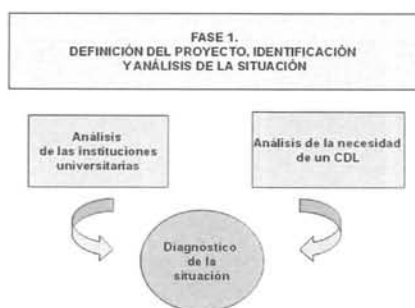 FASE 1.
DEFINICIÓN DEL PROYECTO, IDENTIFICACIÓN
Y ANÁLISIS DE LA SITUACIÓN
Análisis
de las instituciones
universitarias
Análisis de la necesidad
de un CDL
Diagnostico
de la
situación